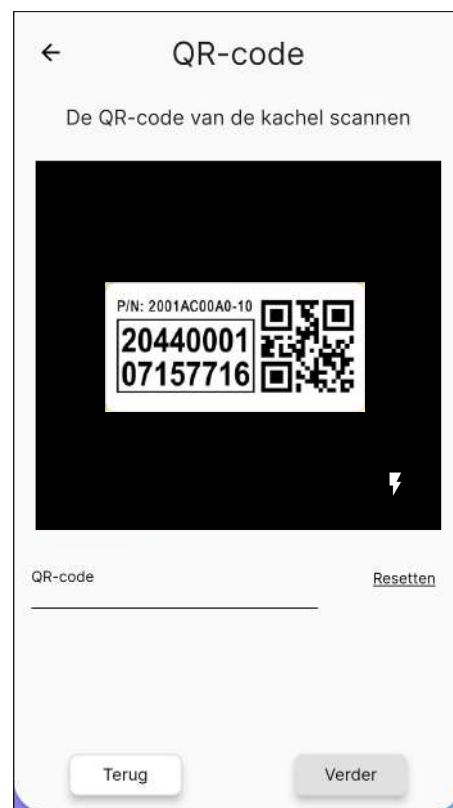 QR-code
De QR-code van de kachel scannen
P/N: 2001AC00A0-10
20440001
07157716
QR-code
Resetten
Terug
Verder